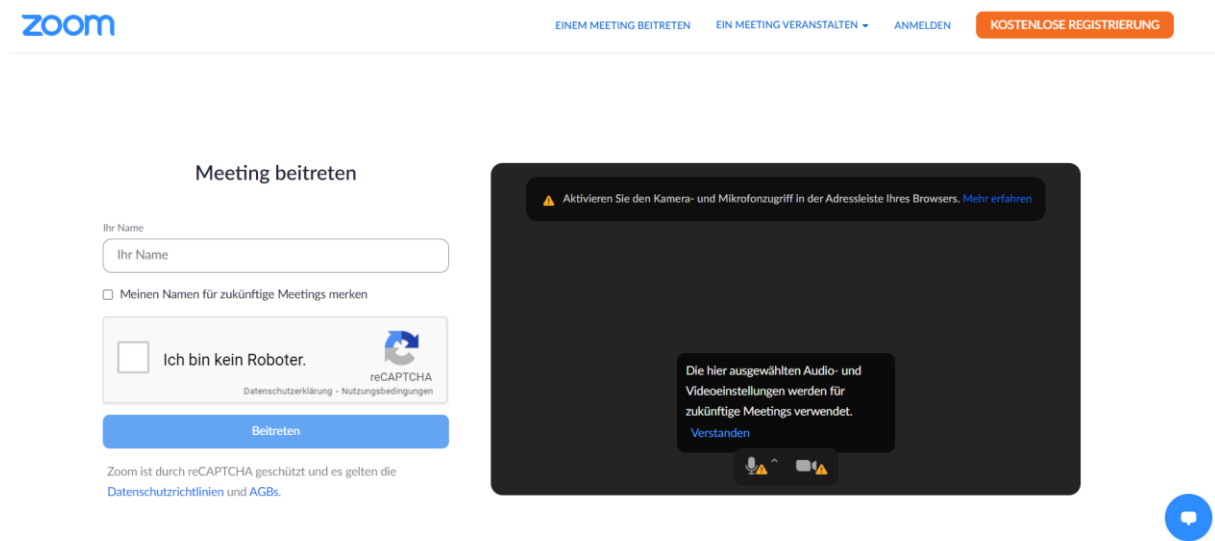 zoom
EINEM MEETING BEITRETEN
EIN MEETING VERANSTALTEN
ANMELDEN
KOSTENLOSE REGISTRIERUNG
Meeting beitreten
Ihr Name
Ihr Name
Meinen Namen für zukünftige Meetings merken
Ich bin kein Roboter.
reCAPTCHA
Datenschutzerklärung - Nutzungsbedingungen
Beitreten
Zoom ist durch reCAPTCHA geschützt und es gelten die
Datenschutzrichtlinien und AGBs.
Aktivieren Sie den Kamera- und Mikrofonzugriff in der Adressleiste Ihres Browsers. Mehr erfahren
Die hier ausgewählten Audio- und
Videoeinstellungen werden für
zukünftige Meetings verwendet.
Verstanden